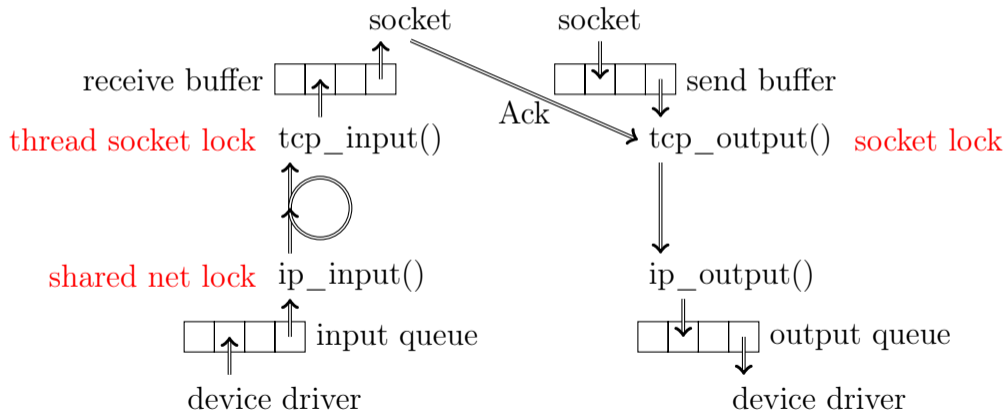 socket
socket
receive buffer
send buffer
Ack
thread socket lock
tcp_input()
tcp_output()
socket lock
shared net lock
ip_input()
ip_output()
input queue
output queue
device driver
device driver